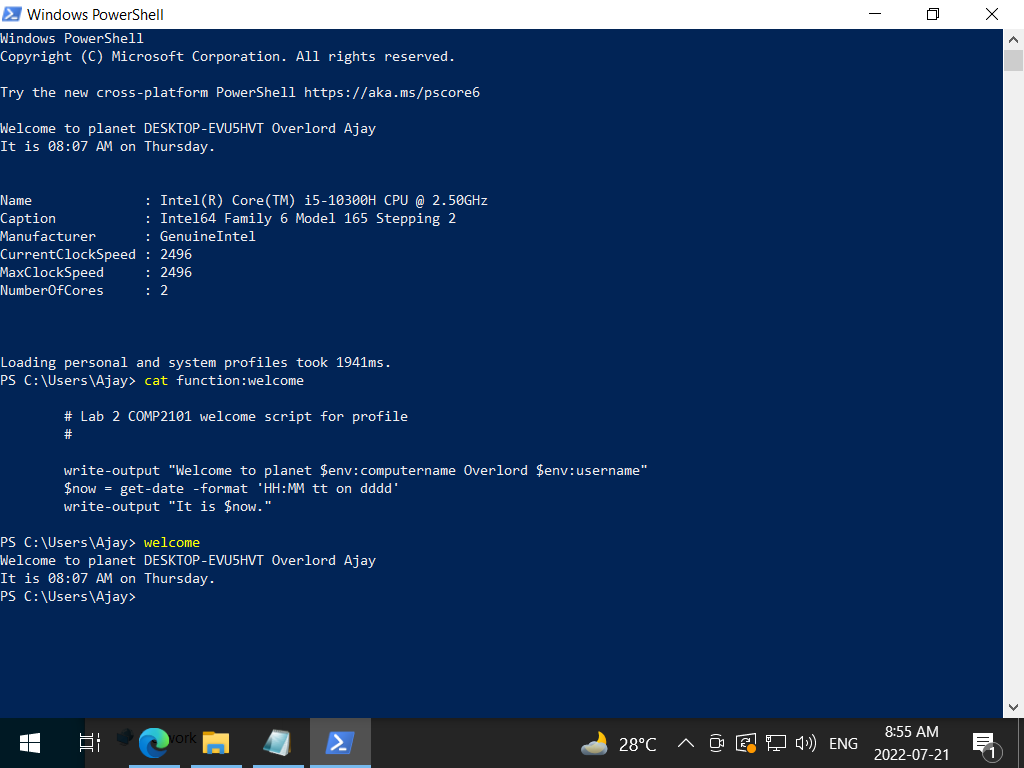 Windows PowerShell
Windows PowerShell
Copyright (C) Microsoft Corporation. All rights reserved.
Try the new cross-platform PowerShell https://aka.ms/pscore6
Welcome to planet DESKTOP-EVU5HVT Overlord Ajay
It is 08:07 AM on Thursday.
Name : Intel(R) Core(TM) i5-10300H CPU @ 2.50GHz
Caption : Intel64 Family 6 Model 165 Stepping 2
Manufacturer : GenuineIntel
CurrentClockSpeed : 2496
MaxClockSpeed : 2496
NumberOfCores : 2
Loading personal and system profiles took 1941ms.
PS C:\Users\Ajay> cat function:welcome
# Lab 2 COMP2101 welcome script for profile
#
write-output "Welcome to planet $env:computername Overlord $env:username"
$now = get-date -format 'HH:MM tt on dddd'
write-output "It is $now."
PS C:\Users\Ajay> welcome
Welcome to planet DESKTOP-EVU5HVT Overlord Ajay
It is 08:07 AM on Thursday.
PS C:\Users\Ajay>
28°C
ENG
8:55 AM
2022-07-21
1